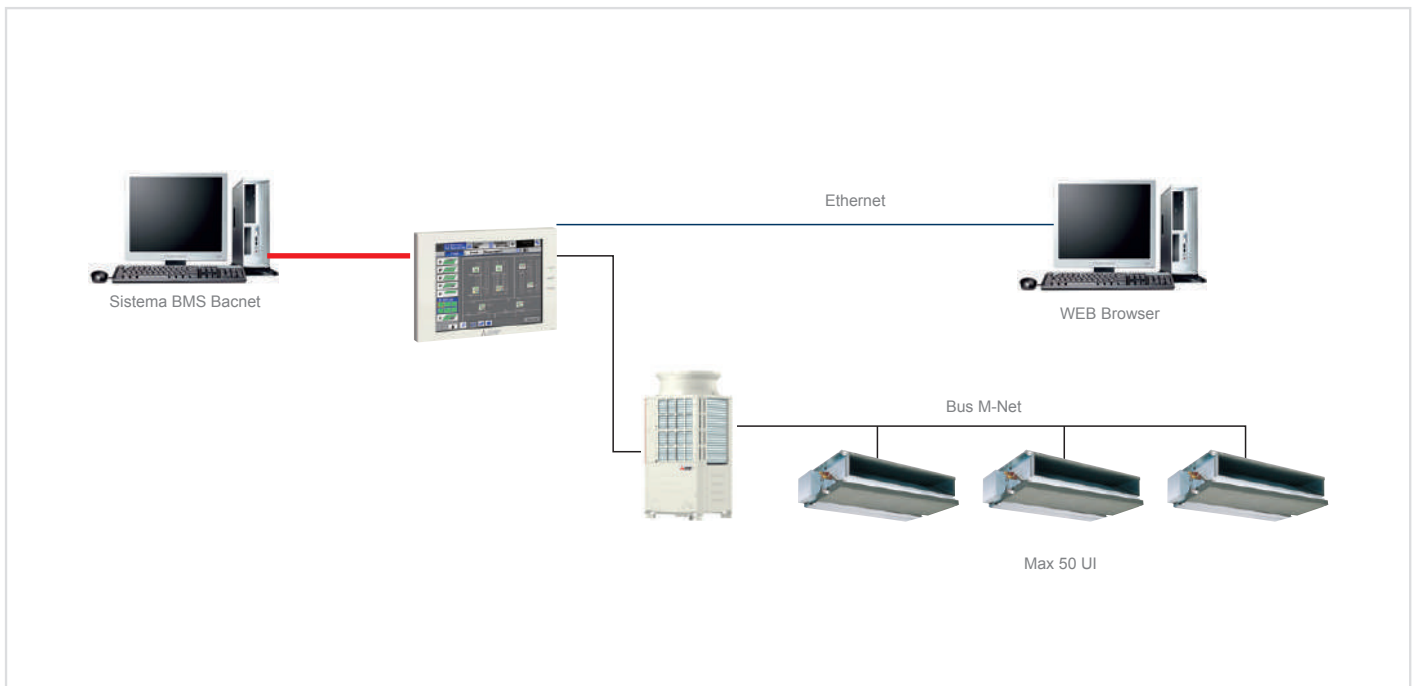 Ethernet
Sistema BMS Bacnet
WEB Browser
Bus M-Net
Max 50 UI